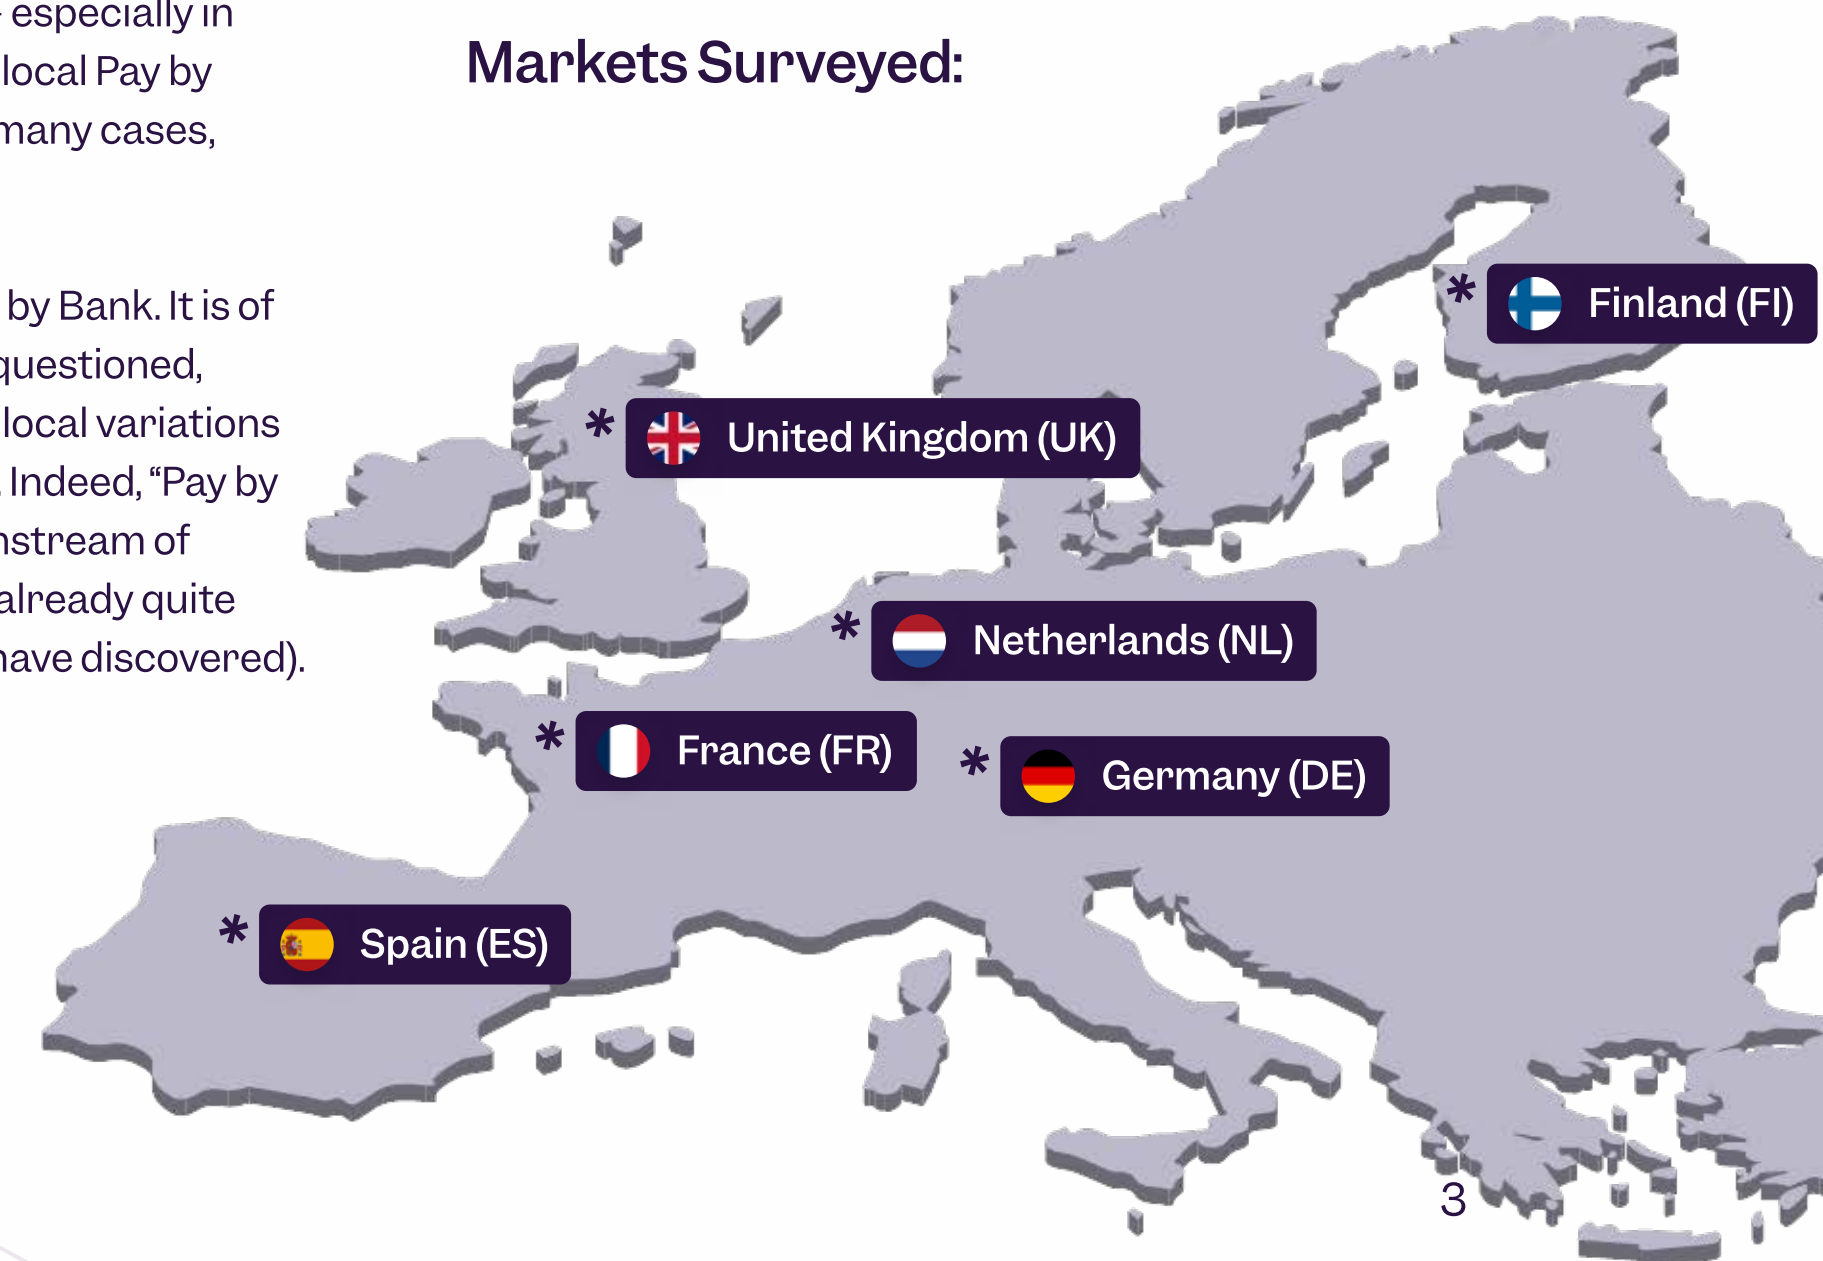 especially in
local Pay by
many cases,
by Bank. It is of
questioned,
local variations
. Indeed, “Pay by
nstream of
already quite
have discovered).
Markets Surveyed:
* Finland (FI)
* United Kingdom (UK)
* Netherlands (NL)
* France (FR)
* Germany (DE)
* Spain (ES)
3